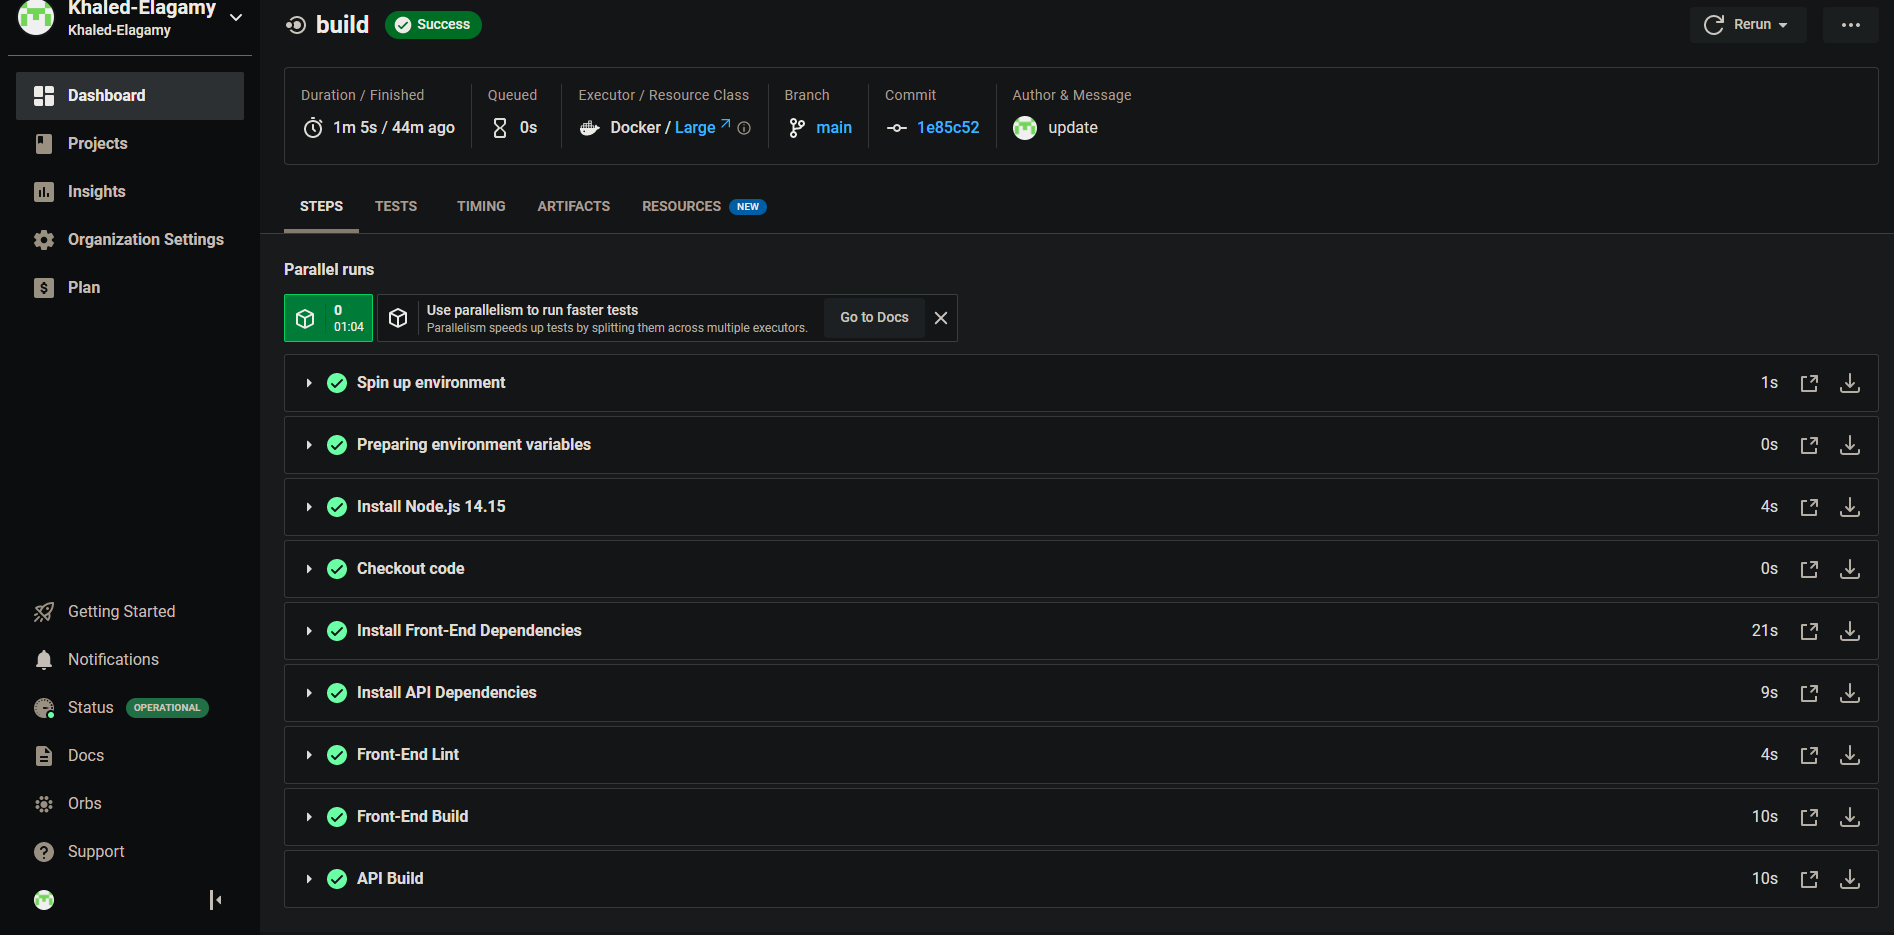 Khaled-Elagamy
Khaled-Elagamy
Dashboard
Projects
Insights
Organization Settings
Plan
Getting Started
Notifications
Status OPERATIONAL
Docs
Orbs
Support
build Success
Rerun
Duration / Finished
1m 5s / 44m ago
Queued
0s
Executor / Resource Class
Docker / Large
Branch
main
Commit
1e85c52
Author & Message
update
STEPS TESTS TIMING ARTIFACTS RESOURCES NEW
Parallel runs
0
01:04
Use parallelism to run faster tests
Parallelism speeds up tests by splitting them across multiple executors.
Go to Docs
Spin up environment 1s
Preparing environment variables 0s
Install Node.js 14.15 4s
Checkout code 0s
Install Front-End Dependencies 21s
Install API Dependencies 9s
Front-End Lint 4s
Front-End Build 10s
API Build 10s